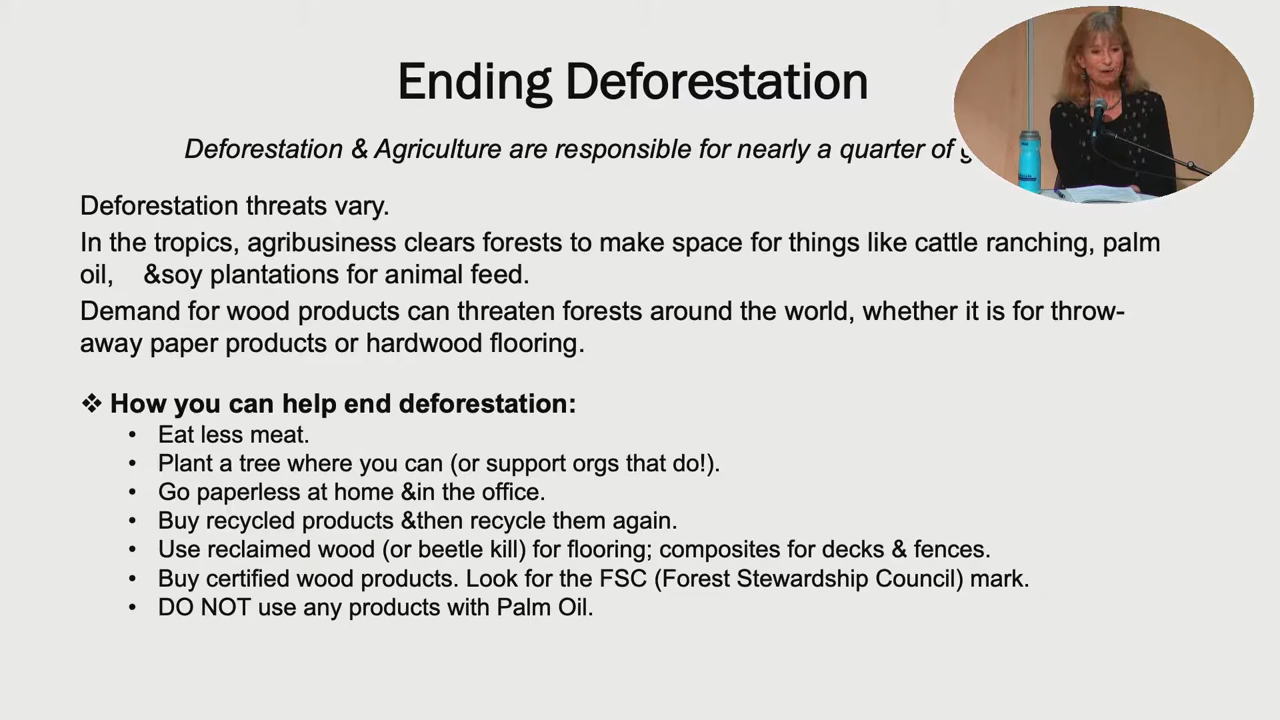 Ending Deforestation
Deforestation & Agriculture are responsible for nearly a quarter of
Deforestation threats vary.
In the tropics, agribusiness clears forests to make space for things like cattle ranching, palm
oil, &soy plantations for animal feed.
Demand for wood products can threaten forests around the world, whether it is for throw-
away paper products or hardwood flooring.
❖ How you can help end deforestation:
• Eat less meat.
• Plant a tree where you can (or support orgs that do!).
• Go paperless at home &in the office.
• Buy recycled products &then recycle them again.
• Use reclaimed wood (or beetle kill) for flooring; composites for decks & fences.
• Buy certified wood products. Look for the FSC (Forest Stewardship Council) mark.
• DO NOT use any products with Palm Oil.